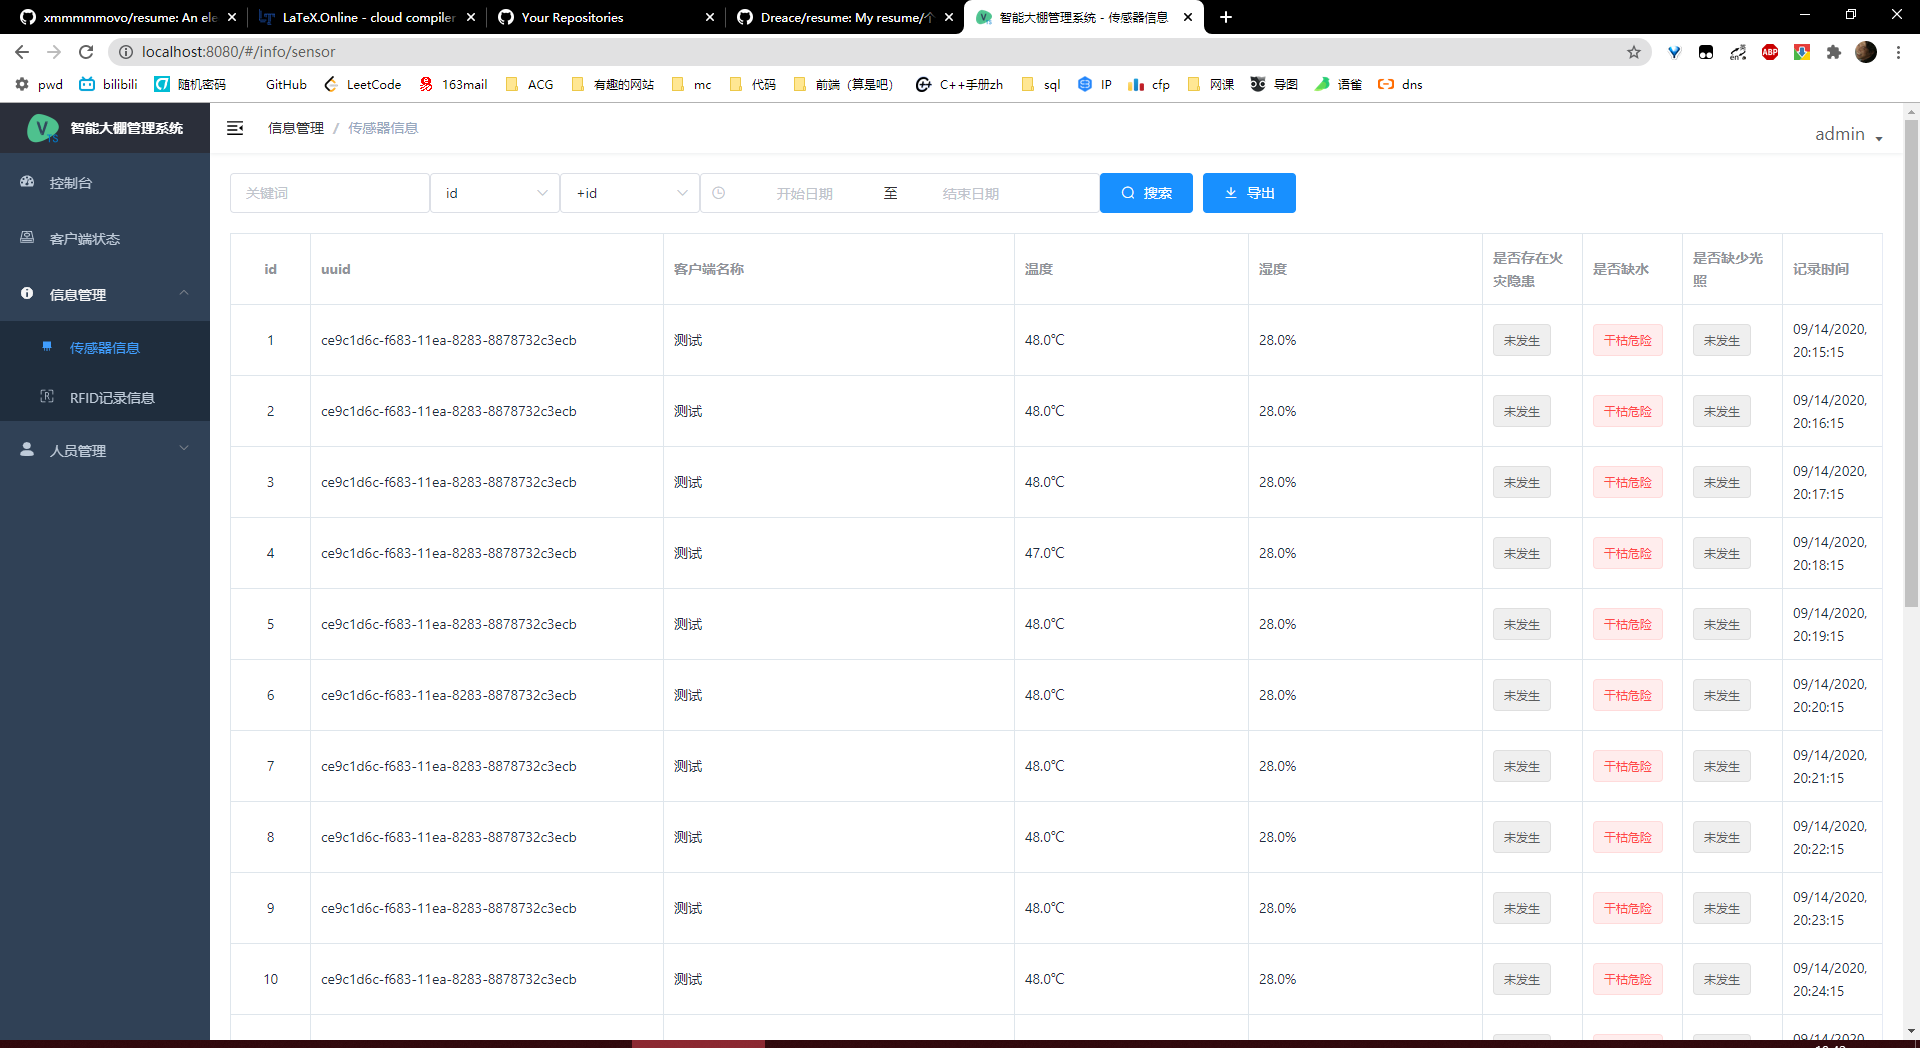 xmmmmmovo/resume: An ele
LaTeX.Online - cloud compiler
Your Repositories
Dreace/resume: My resume/个
智能大棚管理系统 - 传感器信息
localhost:8080/#/info/sensor
pwd
bilibili
随机密码
GitHub
LeetCode
163mail
ACG
有趣的网站
mc
代码
前端（算是吧）
C++手册zh
sql
IP
cfp
网课
导图
语雀
dns
智能大棚管理系统
信息管理 / 传感器信息
admin
控制台
客户端状态
信息管理
传感器信息
RFID记录信息
人员管理
关键词
id
+id
开始日期 至 结束日期
搜索
导出
id uuid 客户端名称 温度 湿度 是否存在火灾隐患 是否缺水 是否缺少光照 记录时间
1 ce9c1d6c-f683-11ea-8283-8878732c3ecb 测试 48.0℃ 28.0% 未发生 干枯危险 未发生 09/14/2020, 20:15:15
2 ce9c1d6c-f683-11ea-8283-8878732c3ecb 测试 48.0℃ 28.0% 未发生 干枯危险 未发生 09/14/2020, 20:16:15
3 ce9c1d6c-f683-11ea-8283-8878732c3ecb 测试 48.0℃ 28.0% 未发生 干枯危险 未发生 09/14/2020, 20:17:15
4 ce9c1d6c-f683-11ea-8283-8878732c3ecb 测试 47.0℃ 28.0% 未发生 干枯危险 未发生 09/14/2020, 20:18:15
5 ce9c1d6c-f683-11ea-8283-8878732c3ecb 测试 48.0℃ 28.0% 未发生 干枯危险 未发生 09/14/2020, 20:19:15
6 ce9c1d6c-f683-11ea-8283-8878732c3ecb 测试 48.0℃ 28.0% 未发生 干枯危险 未发生 09/14/2020, 20:20:15
7 ce9c1d6c-f683-11ea-8283-8878732c3ecb 测试 48.0℃ 28.0% 未发生 干枯危险 未发生 09/14/2020, 20:21:15
8 ce9c1d6c-f683-11ea-8283-8878732c3ecb 测试 48.0℃ 28.0% 未发生 干枯危险 未发生 09/14/2020, 20:22:15
9 ce9c1d6c-f683-11ea-8283-8878732c3ecb 测试 48.0℃ 28.0% 未发生 干枯危险 未发生 09/14/2020, 20:23:15
10 ce9c1d6c-f683-11ea-8283-8878732c3ecb 测试 48.0℃ 28.0% 未发生 干枯危险 未发生 09/14/2020, 20:24:15
09/14/2020,